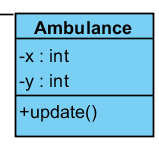 Ambulance
-x : int
-y : int
+update()